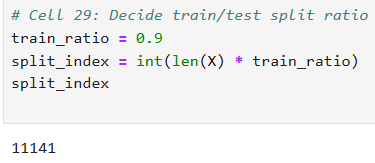 # Cell 29: Decide train/test split ratio
train_ratio = 0.9
split_index = int(len(X) * train_ratio)
split_index
11141